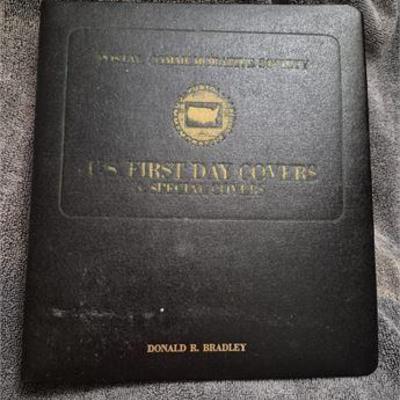 POSTAL COMMEMORATIVE SOCIETY
U.S. FIRST DAY COVERS
& SPECIAL COVERS
DONALD R. BRADLEY